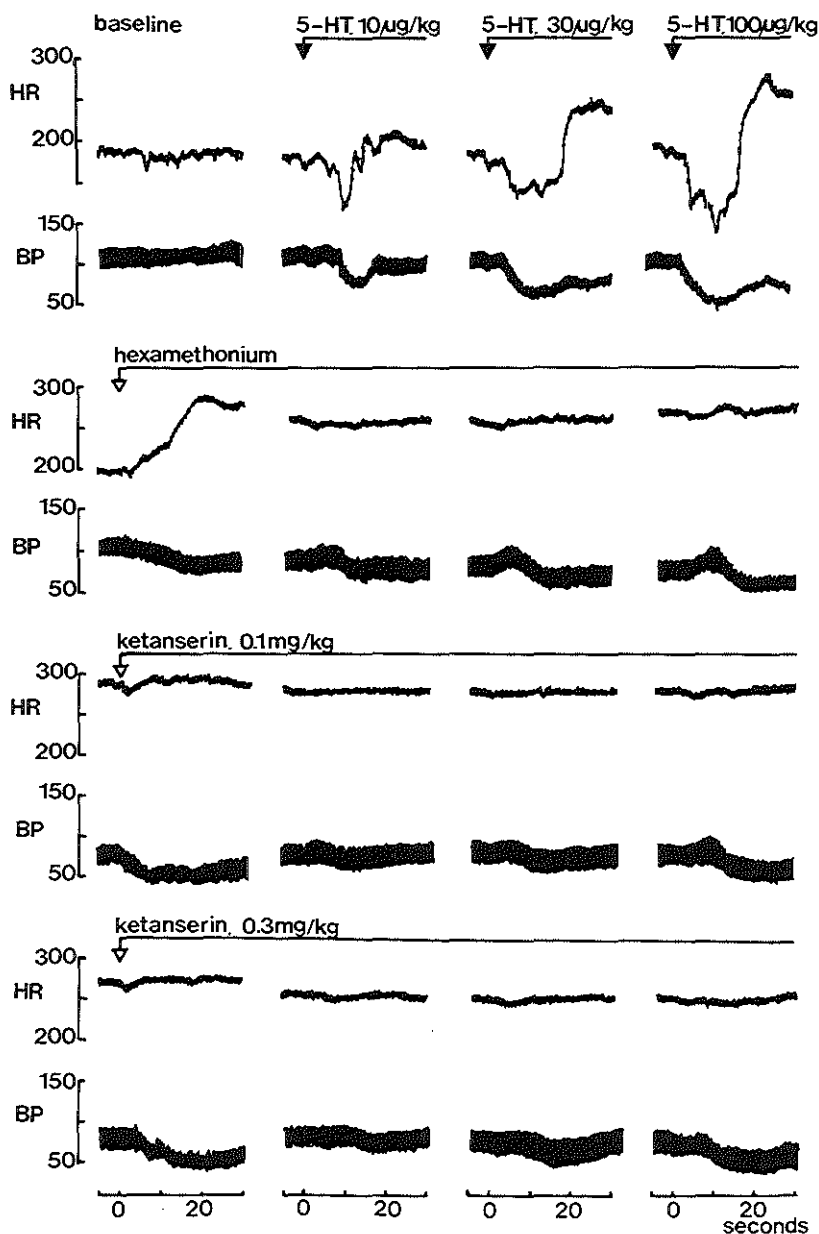 baseline 5-HT, 10µg/kg 5-HT, 30µg/kg 5-HT, 100µg/kg
300
HR
200
150
BP
50
hexamethonium
300
HR
200
150
BP
50
ketanserin, 0.1mg/kg
300
HR
200
150
BP
50
ketanserin, 0.3mg/kg
300
HR
200
150
BP
50
0 20 0 20 0 20 0 20
seconds